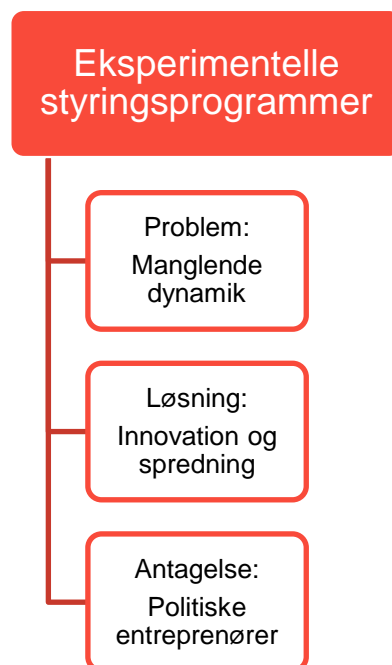 Eksperimentelle
styringsprogrammer
Problem:
Manglende
dynamik
Løsning:
Innovation og
spredning
Antagelse:
Politiske
entreprenører